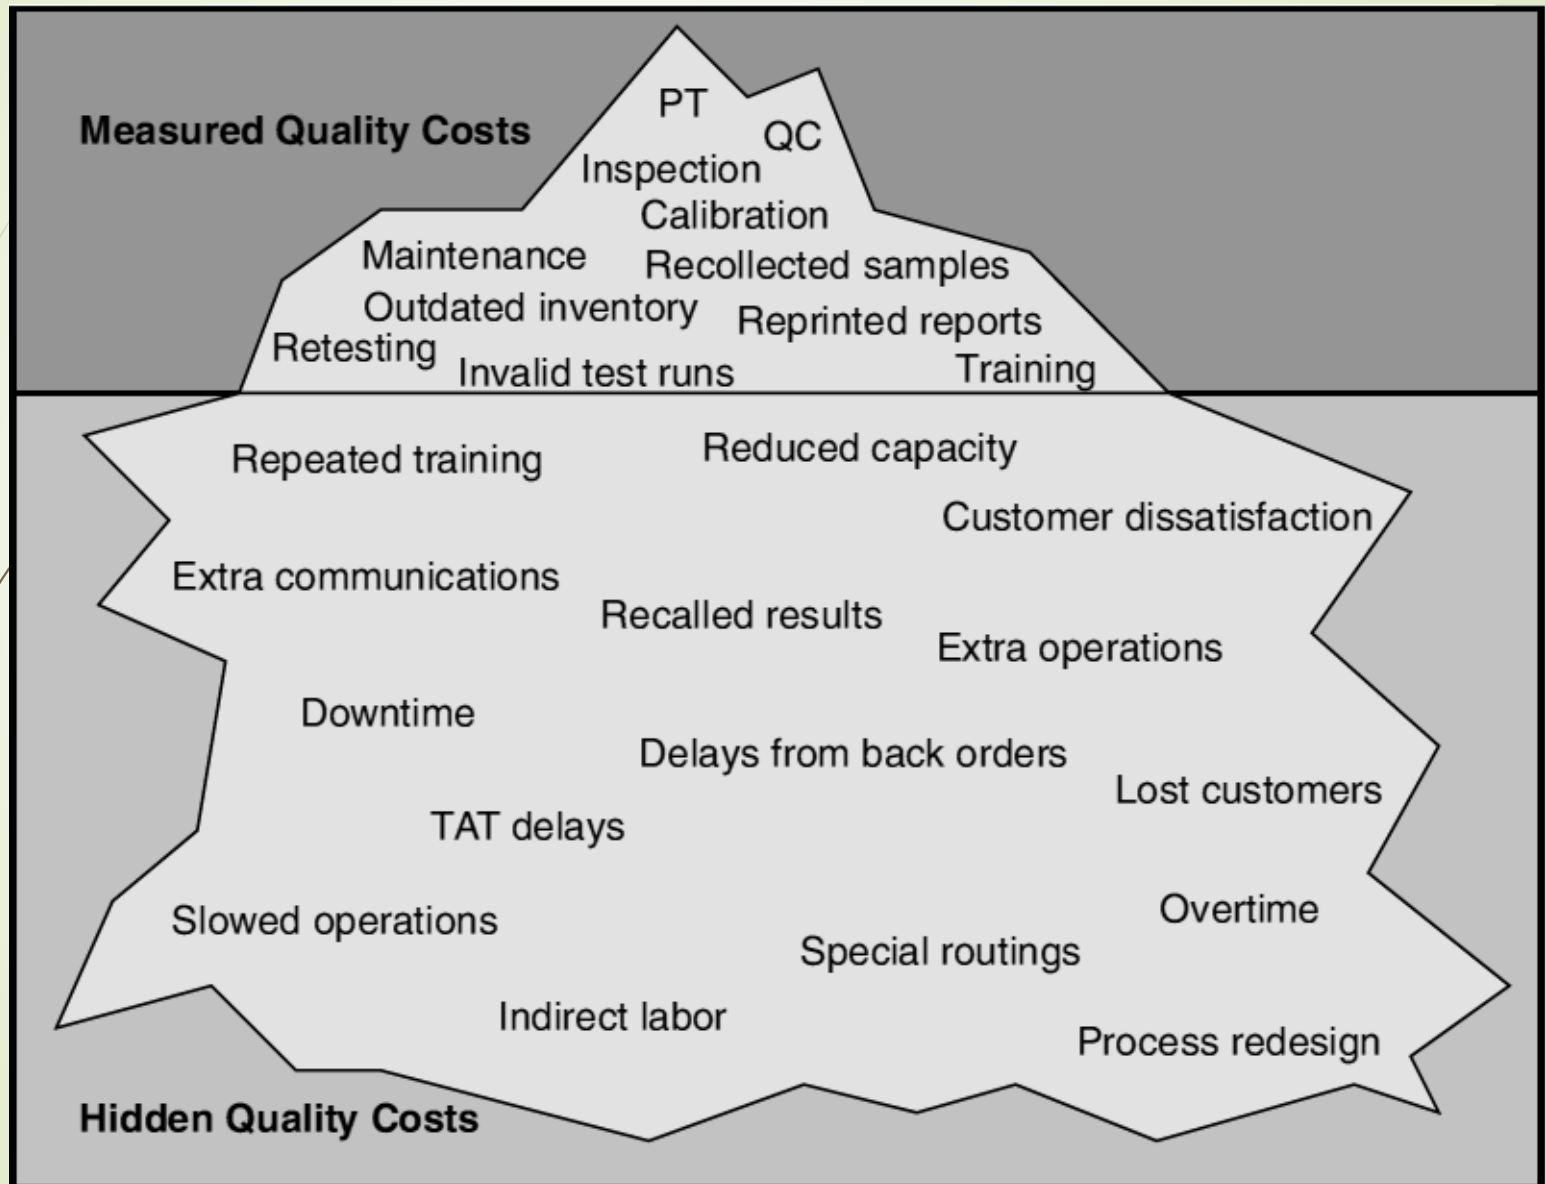 PT
Measured Quality Costs
QC
Inspection
Calibration
Maintenance
Recollected samples
Outdated inventory
Reprinted reports
Retesting
Invalid test runs
Training
Repeated training
Reduced capacity
Customer dissatisfaction
Extra communications
Recalled results
Extra operations
Downtime
Delays from back orders
Lost customers
TAT delays
Slowed operations
Overtime
Special routings
Indirect labor
Process redesign
Hidden Quality Costs